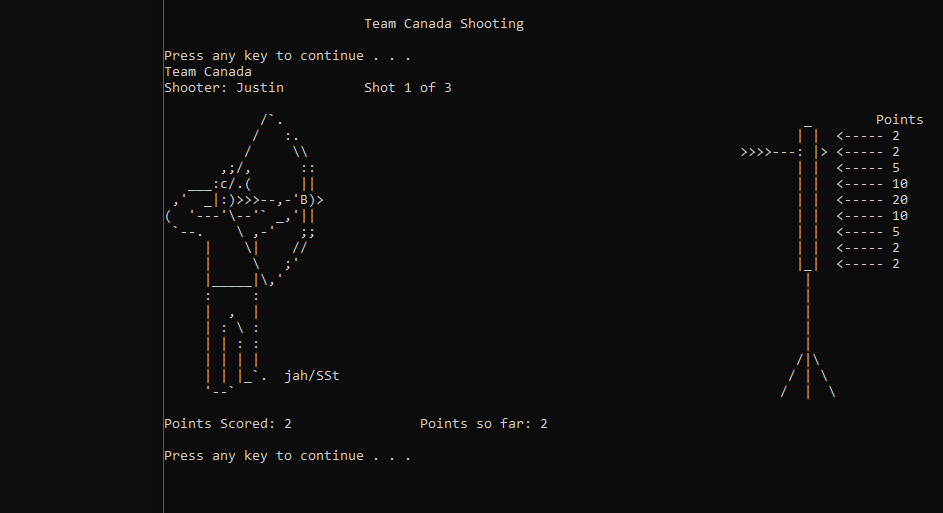 Team Canada Shooting
Press any key to continue . . .
Team Canada
Shooter: Justin Shot 1 of 3
Points
<----- 2
>>>>---: |> <----- 2
<----- 5
<----- 10
<----- 20
<----- 10
<----- 5
<----- 2
<----- 2
jah/SSt
Points Scored: 2 Points so far: 2
Press any key to continue . . .